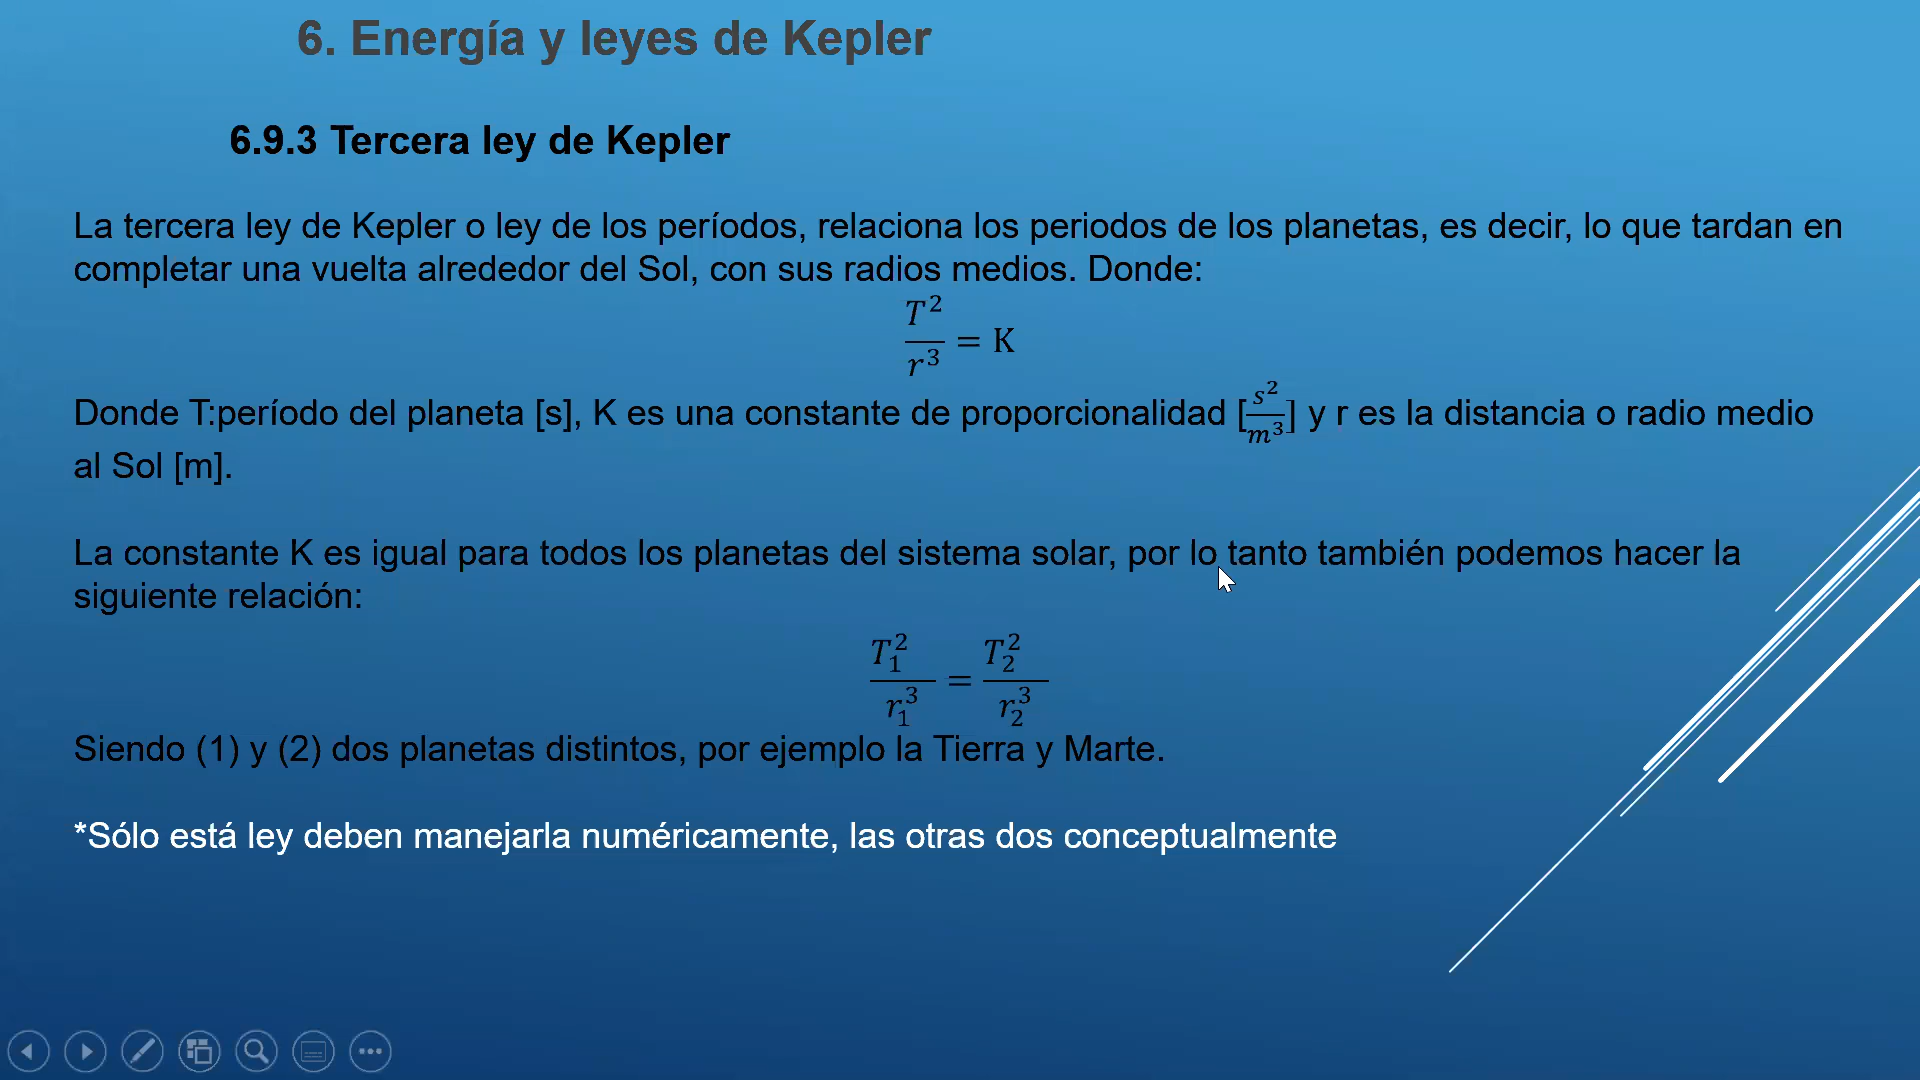 6. Energía y leyes de Kepler
6.9.3 Tercera ley de Kepler
La tercera ley de Kepler o ley de los períodos, relaciona los periodos de los planetas, es decir, lo que tardan en
completar una vuelta alrededor del Sol, con sus radios medios. Donde:
T²/r³ = K
Donde T:período del planeta [s], K es una constante de proporcionalidad [s²/m³] y r es la distancia o radio medio
al Sol [m].
La constante K es igual para todos los planetas del sistema solar, por lo tanto también podemos hacer la
siguiente relación:
T₁²/r₁³ = T₂²/r₂³
Siendo (1) y (2) dos planetas distintos, por ejemplo la Tierra y Marte.
*Sólo está ley deben manejarla numéricamente, las otras dos conceptualmente